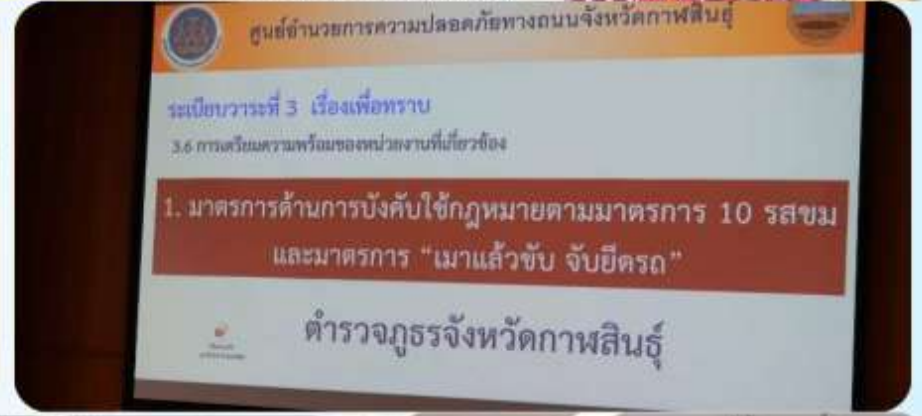 ศูนย์อำนวยการความปลอดภัยทางถนนจังหวัดกาฬสินธุ์
ระเบียบวาระที่ 3 เรื่องเพื่อทราบ
3.6 การเตรียมความพร้อมของหน่วยงานที่เกี่ยวข้อง
1. มาตรการด้านการบังคับใช้กฎหมายตามมาตรการ 10 รสขม
และมาตรการ “เมาแล้วขับ จับยึดรถ”
ตำรวจภูธรจังหวัดกาฬสินธุ์